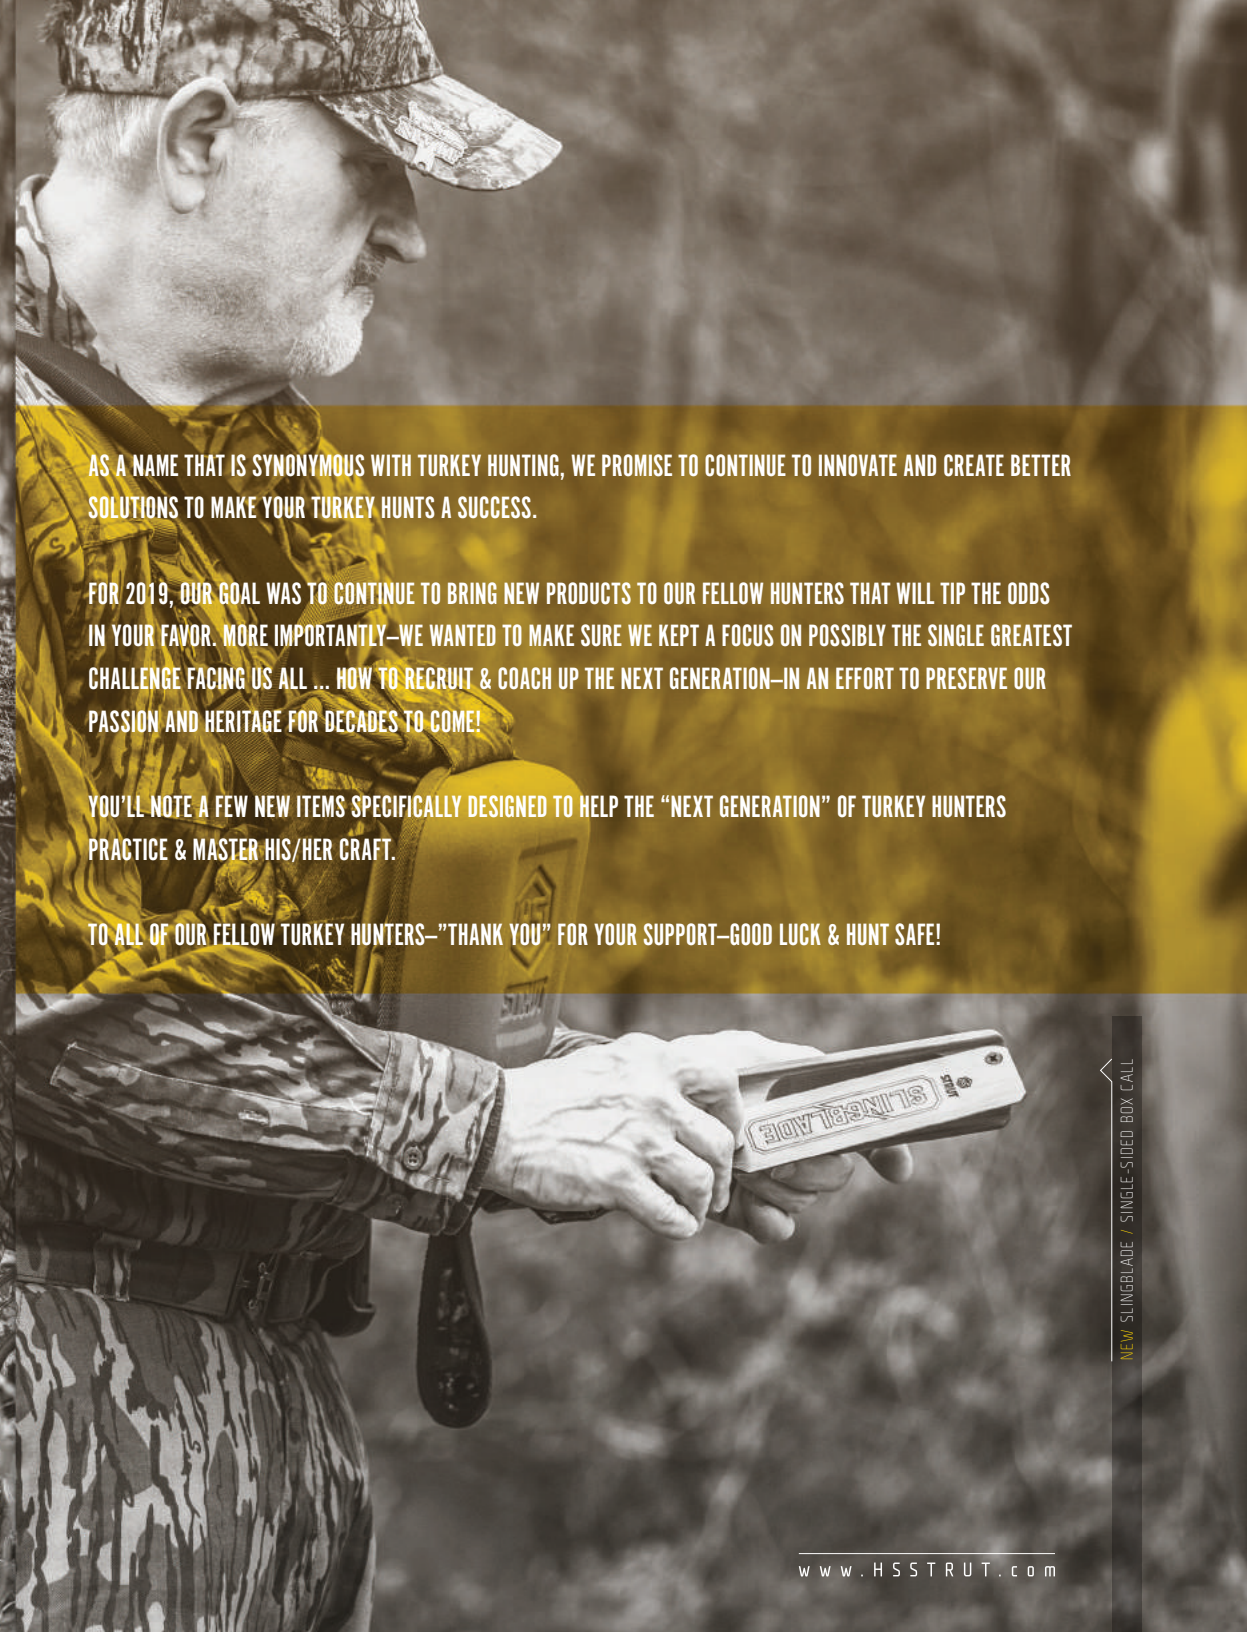 AS A NAME THAT IS SYNONYMOUS WITH TURKEY HUNTING, WE PROMISE TO CONTINUE TO INNOVATE AND CREATE BETTER
SOLUTIONS TO MAKE YOUR TURKEY HUNTS A SUCCESS.
FOR 2019, OUR GOAL WAS TO CONTINUE TO BRING NEW PRODUCTS TO OUR FELLOW HUNTERS THAT WILL TIP THE ODDS
IN YOUR FAVOR. MORE IMPORTANTLY–WE WANTED TO MAKE SURE WE KEPT A FOCUS ON POSSIBLY THE SINGLE GREATEST
CHALLENGE FACING US ALL ... HOW TO RECRUIT & COACH UP THE NEXT GENERATION–IN AN EFFORT TO PRESERVE OUR
PASSION AND HERITAGE FOR DECADES TO COME!
YOU'LL NOTE A FEW NEW ITEMS SPECIFICALLY DESIGNED TO HELP THE “NEXT GENERATION” OF TURKEY HUNTERS
PRACTICE & MASTER HIS/HER CRAFT.
TO ALL OF OUR FELLOW TURKEY HUNTERS–”THANK YOU” FOR YOUR SUPPORT–GOOD LUCK & HUNT SAFE!
HS
STRUT
STRUT
SLINGBLADE
NEW SLINGBLADE / SINGLE-SIDED BOX CALL
www.HSSTRUT.com